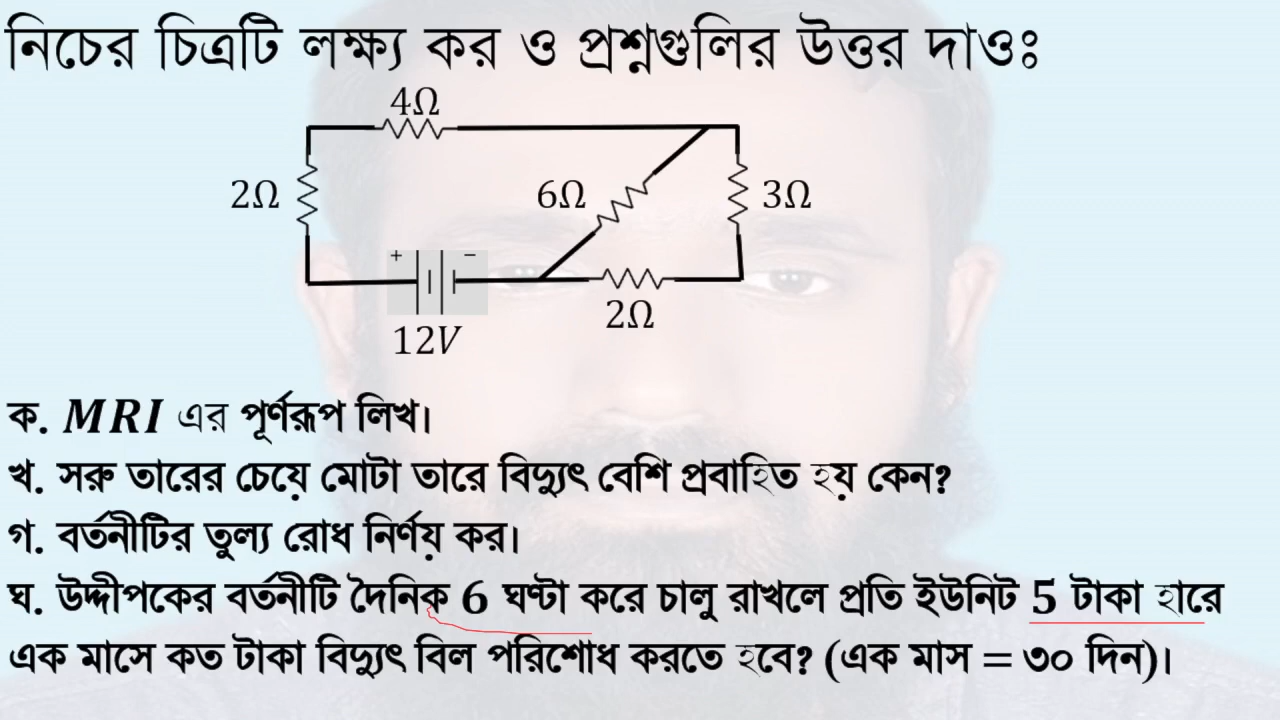 নিচের চিত্রটি লক্ষ্য কর ও প্রশ্নগুলির উত্তর দাওঃ
4Ω
2Ω
6Ω
3Ω
+ −
2Ω
12V
ক. MRI এর পূর্ণরূপ লিখ।
খ. সরু তারের চেয়ে মোটা তারে বিদ্যুৎ বেশি প্রবাহিত হয় কেন?
গ. বর্তনীটির তুল্য রোধ নির্ণয় কর।
ঘ. উদ্দীপকের বর্তনীটি দৈনিক 6 ঘণ্টা করে চালু রাখলে প্রতি ইউনিট 5 টাকা হারে
এক মাসে কত টাকা বিদ্যুৎ বিল পরিশোধ করতে হবে? (এক মাস = ৩০ দিন)।